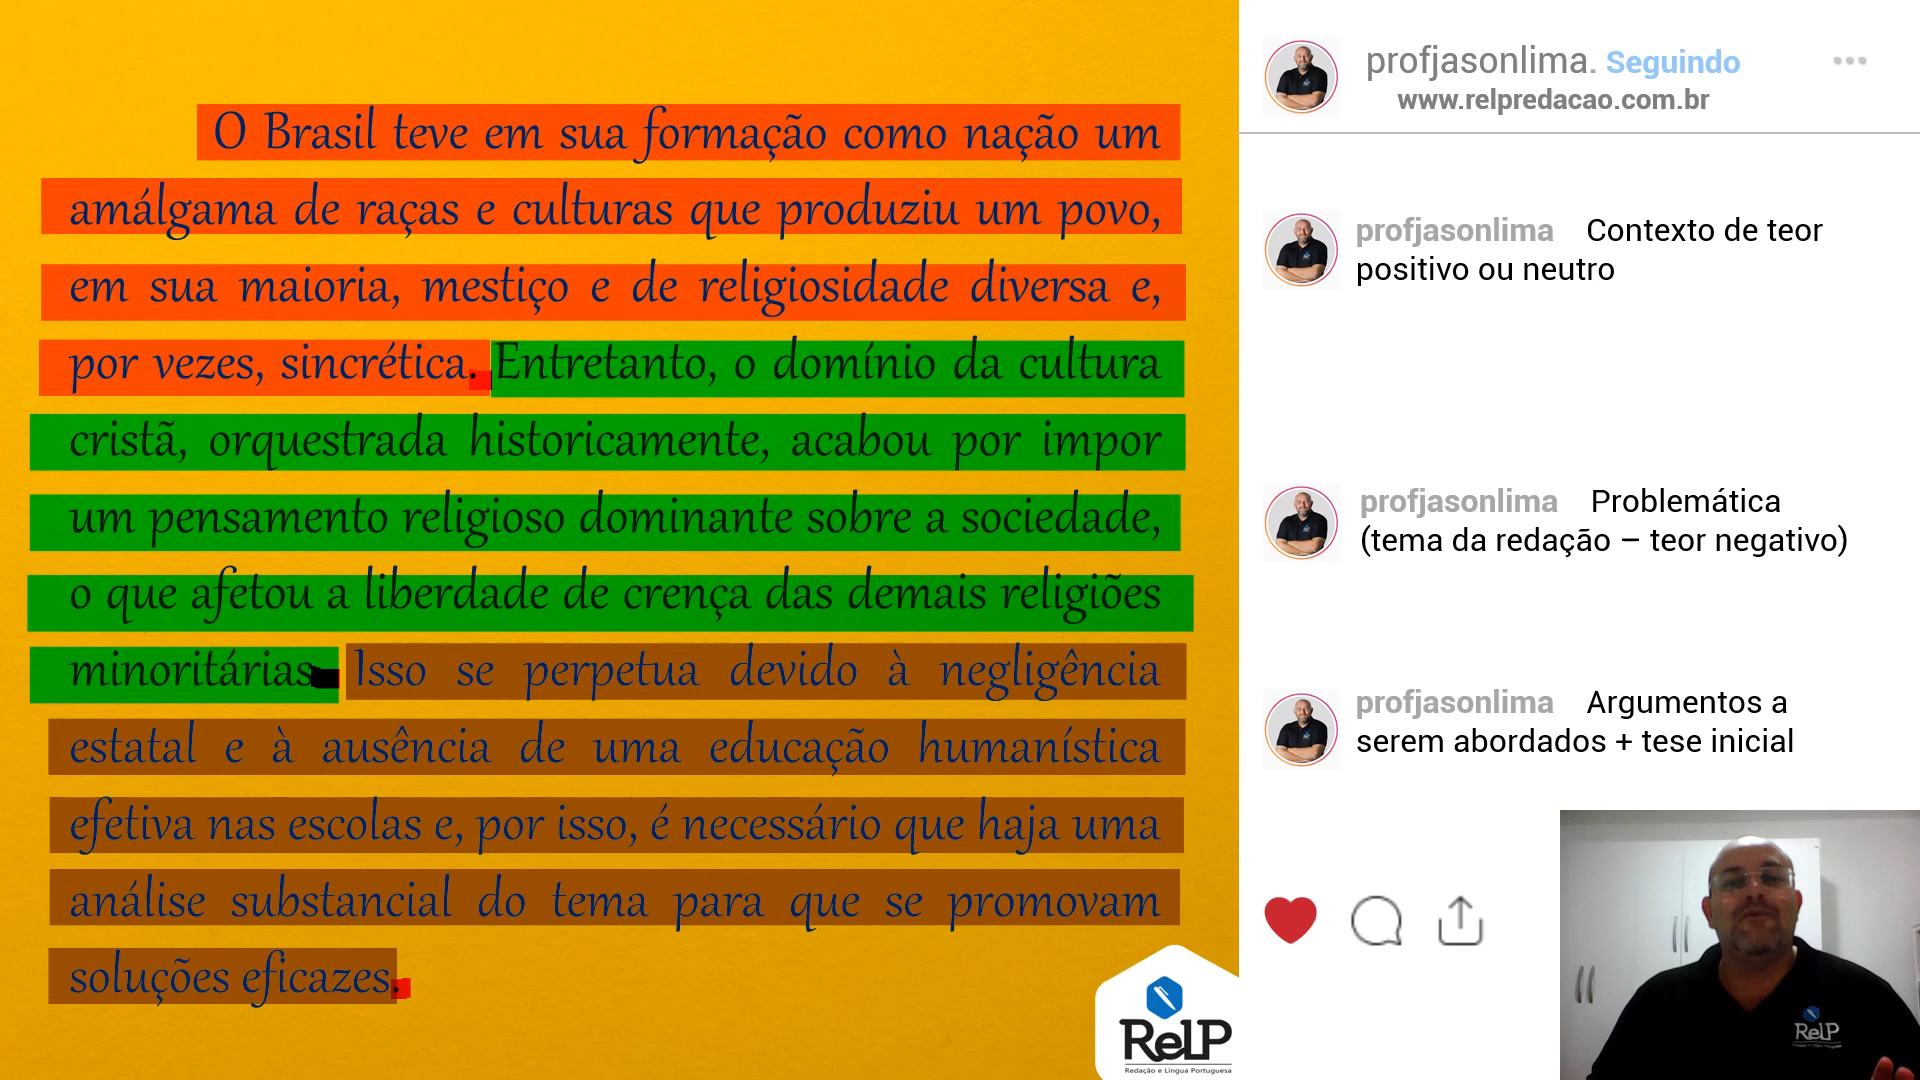 O Brasil teve em sua formação como nação um
amálgama de raças e culturas que produziu um povo,
em sua maioria, mestiço e de religiosidade diversa e,
por vezes, sincrética. Entretanto, o domínio da cultura
cristã, orquestrada historicamente, acabou por impor
um pensamento religioso dominante sobre a sociedade,
o que afetou a liberdade de crença das demais religiões
minoritárias. Isso se perpetua devido à negligência
estatal e à ausência de uma educação humanística
efetiva nas escolas e, por isso, é necessário que haja uma
análise substancial do tema para que se promovam
soluções eficazes.
RelP
Redação e Língua Portuguesa
profjasonlima. Seguindo
www.relpredacao.com.br
profjasonlima Contexto de teor
positivo ou neutro
profjasonlima Problemática
(tema da redação – teor negativo)
profjasonlima Argumentos a
serem abordados + tese inicial
RelP